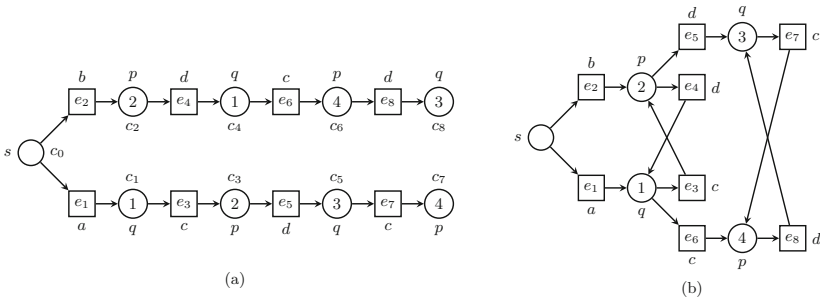 b p d q c p d q
e2 2 e4 1 e6 4 e8 3
c2 c4 c6 c8
s c0
c1 c3 c5 c7
e1 1 e3 2 e5 3 e7 4
a q c p d q c p
(a)
d q
e5 3 e7 c
b p
e2 2 e4 d
s
e1 1 e3 c
a q
e6 4 e8 d
c p
(b)